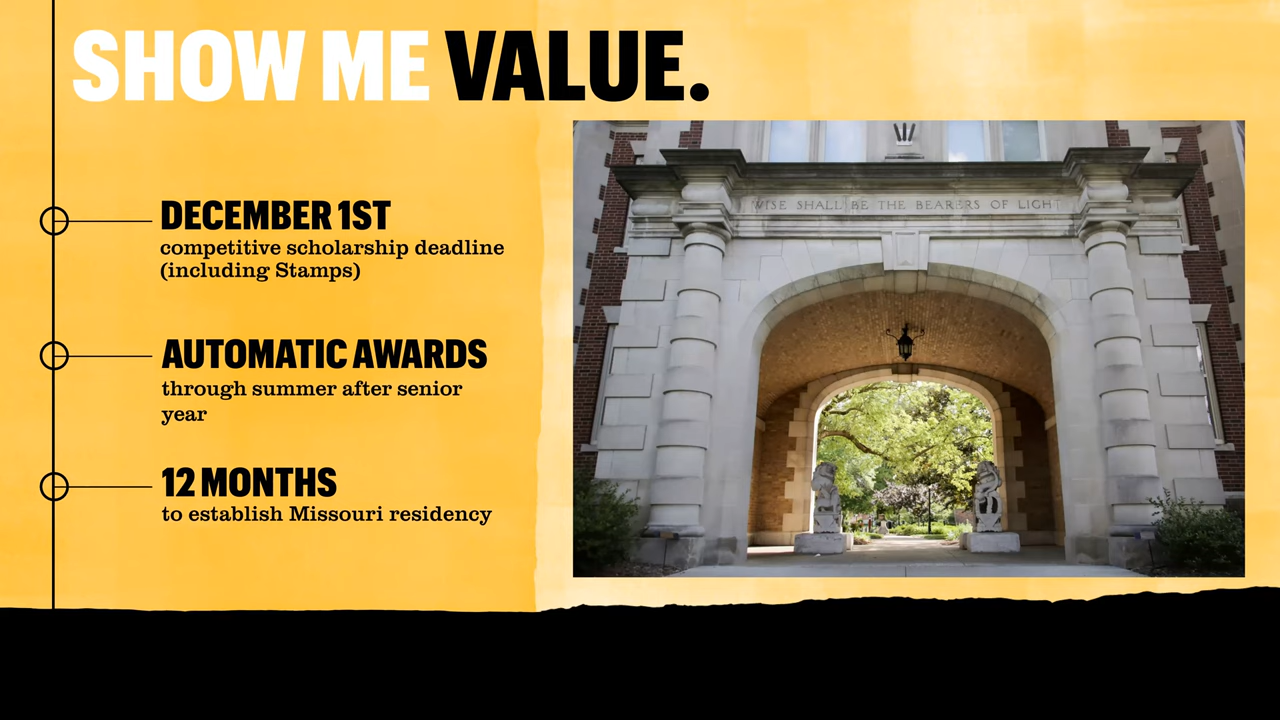 SHOW ME VALUE.
DECEMBER 1ST
competitive scholarship deadline
(including Stamps)
AUTOMATIC AWARDS
through summer after senior
year
12 MONTHS
to establish Missouri residency
WISE SHALL BE THE BEARERS OF LIGHT